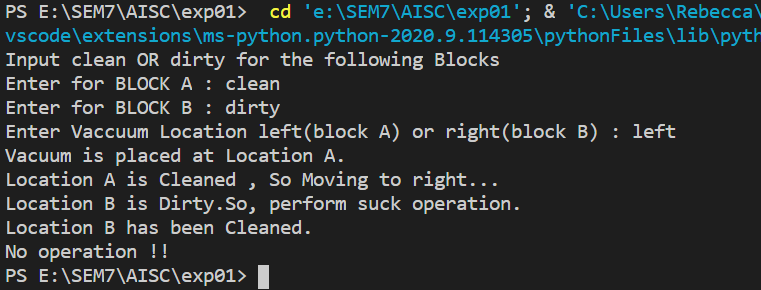 PS E:\SEM7\AISC\exp01>  cd 'e:\SEM7\AISC\exp01'; & 'C:\Users\Rebecca\
vscode\extensions\ms-python.python-2020.9.114305\pythonFiles\lib\pyth
Input clean OR dirty for the following Blocks
Enter for BLOCK A : clean
Enter for BLOCK B : dirty
Enter Vaccuum Location left(block A) or right(block B) : left
Vacuum is placed at Location A.
Location A is Cleaned , So Moving to right...
Location B is Dirty.So, perform suck operation.
Location B has been Cleaned.
No operation !!
PS E:\SEM7\AISC\exp01>